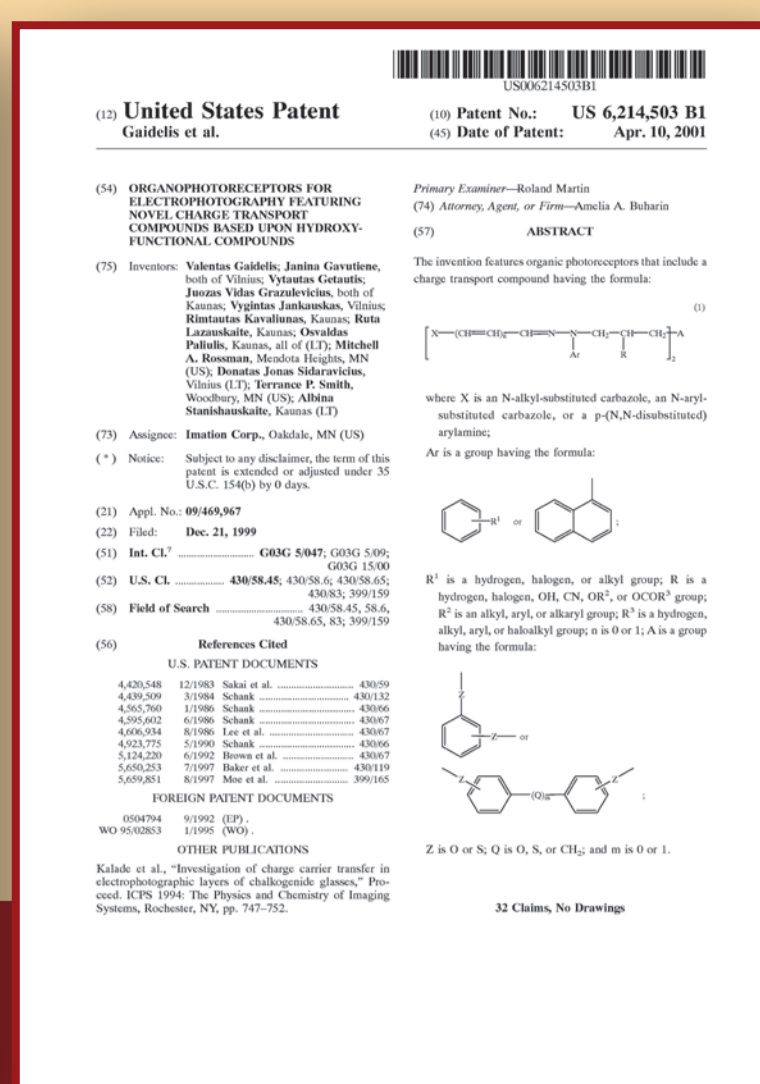 US006214503B1
(12) United States Patent
Gaidelis et al.
(10) Patent No.: US 6,214,503 B1
(45) Date of Patent: Apr. 10, 2001
(54) ORGANOPHOTORECEPTORS FOR
ELECTROPHOTOGRAPHY FEATURING
NOVEL CHARGE TRANSPORT
COMPOUNDS BASED UPON HYDROXY-
FUNCTIONAL COMPOUNDS
(75) Inventors: Valentas Gaidelis; Janina Gavutiene,
both of Vilnius; Vytautas Getautis;
Juozas Vidas Grazulevicius, both of
Kaunas; Vygintas Jankauskas, Vilnius;
Rimtautas Kavaliunas, Kaunas; Ruta
Lazauskaite, Kaunas; Osvaldas
Paliulis, Kaunas, all of (LT); Mitchell
A. Rossman, Mendota Heights, MN
(US); Donatas Jonas Sidaravicius,
Vilnius (LT); Terrance P. Smith,
Woodbury, MN (US); Albina
Stanishauskaite, Kaunas (LT)
(73) Assignee: Imation Corp., Oakdale, MN (US)
( * ) Notice: Subject to any disclaimer, the term of this
patent is extended or adjusted under 35
U.S.C. 154(b) by 0 days.
(21) Appl. No.: 09/469,967
(22) Filed: Dec. 21, 1999
(51) Int. Cl.⁷ ............................ G03G 5/047; G03G 5/09;
G03G 15/00
(52) U.S. Cl. .................. 430/58.45; 430/58.6; 430/58.65;
430/83; 399/159
(58) Field of Search ................................ 430/58.45, 58.6,
430/58.65, 83; 399/159
(56) References Cited
U.S. PATENT DOCUMENTS
4,420,548 12/1983 Sakai et al. ............................ 430/59
4,439,509 3/1984 Schank ................................. 430/132
4,565,760 1/1986 Schank ................................... 430/66
4,595,602 6/1986 Schank ................................... 430/67
4,606,934 8/1986 Lee et al. ............................... 430/67
4,923,775 5/1990 Schank ................................... 430/66
5,124,220 6/1992 Brown et al. .......................... 430/67
5,650,253 7/1997 Baker et al. ......................... 430/119
5,659,851 8/1997 Moe et al. ........................... 399/165
FOREIGN PATENT DOCUMENTS
0504794 9/1992 (EP) .
WO 95/02853 1/1995 (WO) .
OTHER PUBLICATIONS
Kalade et al., “Investigation of charge carrier transfer in
electrophotographic layers of chalkogenide glasses,” Pro-
ceed. ICPS 1994: The Physics and Chemistry of Imaging
Systems, Rochester, NY, pp. 747–752.
Primary Examiner—Roland Martin
(74) Attorney, Agent, or Firm—Amelia A. Buharin
(57) ABSTRACT
The invention features organic photoreceptors that include a
charge transport compound having the formula:
(1)
[X—(CH=CH)n—CH=N—N—CH₂—CH—CH₂]₂A
Ar R
where X is an N-alkyl-substituted carbazole, an N-aryl-
substituted carbazole, or a p-(N,N-disubstituted)
arylamine;
Ar is a group having the formula:
R¹ or ;
R¹ is a hydrogen, halogen, or alkyl group; R is a
hydrogen, halogen, OH, CN, OR², or OCOR³ group;
R² is an alkyl, aryl, or alkaryl group; R³ is a hydrogen,
alkyl, aryl, or haloalkyl group; n is 0 or 1; A is a group
having the formula:
Z
Z or
Z (Q)m Z ;
Z is O or S; Q is O, S, or CH₂; and m is 0 or 1.
32 Claims, No Drawings